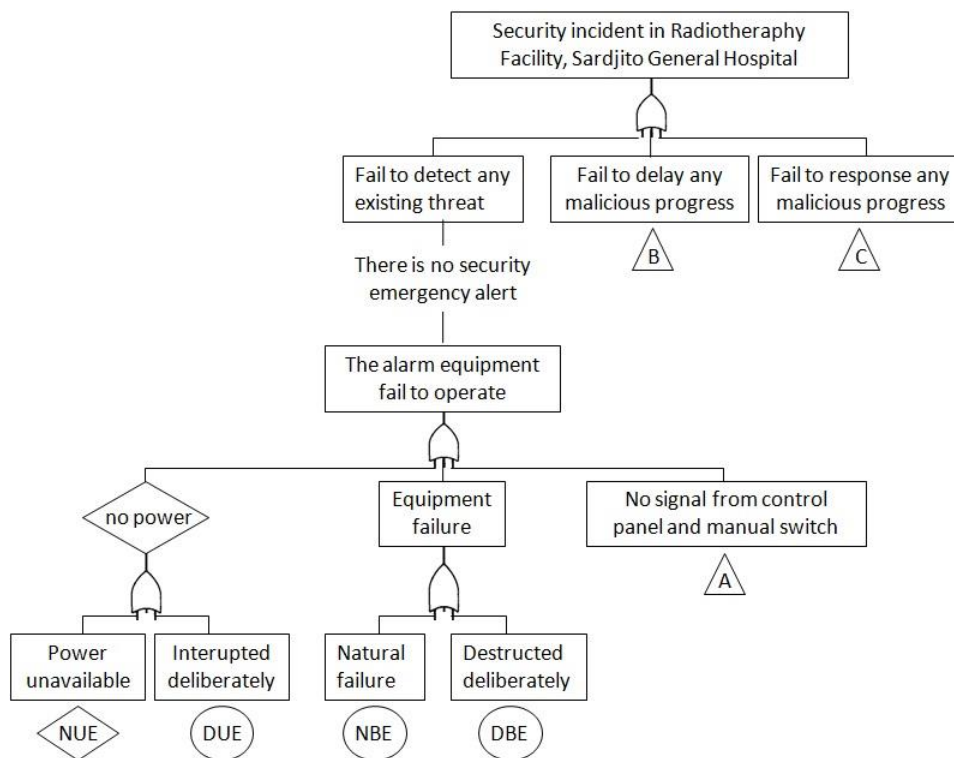 Security incident in Radiotheraphy
Facility, Sardjito General Hospital
Fail to detect any
existing threat
Fail to delay any
malicious progress
Fail to response any
malicious progress
B
C
There is no security
emergency alert
The alarm equipment
fail to operate
no power
Equipment
failure
No signal from control
panel and manual switch
A
Power
unavailable
Interupted
deliberately
Natural
failure
Destructed
deliberately
NUE
DUE
NBE
DBE